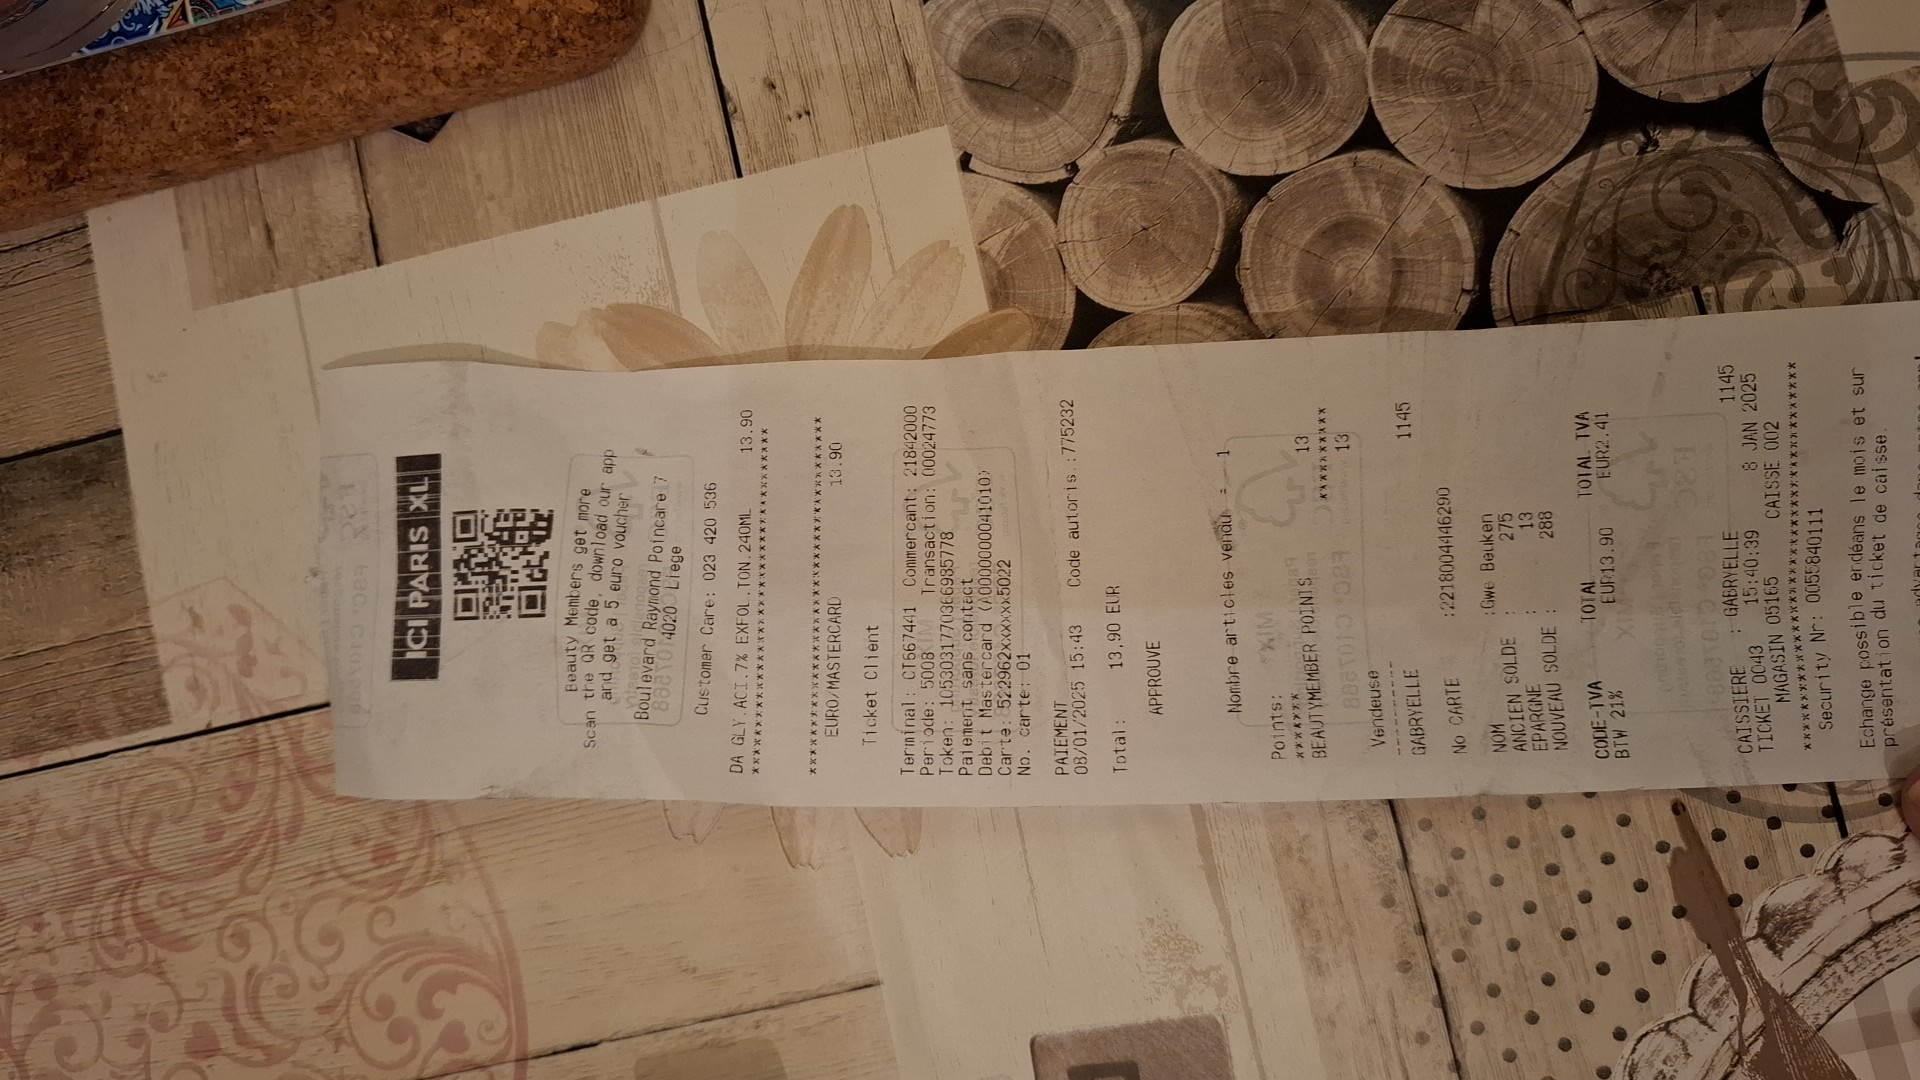 ICI PARIS XL
Beauty Members get more
Scan the QR code, download our app
and get a 5 euro voucher
Boulevard Raymond Poincare 7
4020 Liege
Customer Care: 023 420 536
DA GLY.ACI.7% EXFOL.TON.240ML 13.90
************************************
************************************
EURO/MASTERCARD 13.90
Ticket Client
Terminal: CT667441 Commercant: 21842000
Periode: 5008 Transaction: 00024773
Token: 1053031770366985778
Paiement sans contact
Debit Mastercard (A0000000041010)
Carte: 522962xxxxxx5022
No. carte: 01
PAIEMENT
08/01/2025 15:43 Code autoris.:775232
Total: 13.90 EUR
APPROUVE
Nombre articles vendu = 1
Points: 13
******* **********
BEAUTYMEMBER POINTS 13
Vendeuse
----------
GABRYELLE 1145
No CARTE :2218004446290
NOM :Gwe Beuken
ANCIEN SOLDE : 275
EPARGNE : 13
NOUVEAU SOLDE : 288
CODE-TVA TOTAL TOTAL TVA
BTW 21% EUR13.90 EUR2.41
CAISSIERE : GABRYELLE 1145
TICKET 0043 15:40:39 8 JAN 2025
MAGASIN 05165 CAISSE 002
****************************************
Security Nr: 0055840111
Echange possible endéans le mois et sur
présentation du ticket de caisse.